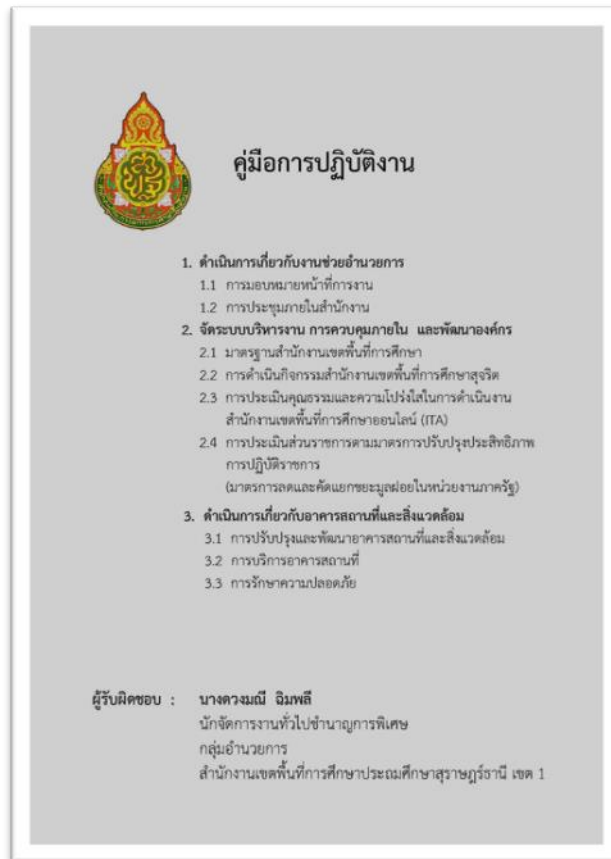 คู่มือการปฏิบัติงาน
1. ดำเนินการเกี่ยวกับงานช่วยอำนวยการ
1.1 การมอบหมายหน้าที่การงาน
1.2 การประชุมภายในสำนักงาน
2. จัดระบบบริหารงาน การควบคุมภายใน และพัฒนาองค์กร
2.1 มาตรฐานสำนักงานเขตพื้นที่การศึกษา
2.2 การดำเนินกิจกรรมสำนักงานเขตพื้นที่การศึกษาสุจริต
2.3 การประเมินคุณธรรมและความโปร่งใสในการดำเนินงาน
สำนักงานเขตพื้นที่การศึกษาออนไลน์ (ITA)
2.4 การประเมินส่วนราชการตามมาตรการปรับปรุงประสิทธิภาพ
การปฏิบัติราชการ
(มาตรการลดและคัดแยกขยะมูลฝอยในหน่วยงานภาครัฐ)
3. ดำเนินการเกี่ยวกับอาคารสถานที่และสิ่งแวดล้อม
3.1 การปรับปรุงและพัฒนาอาคารสถานที่และสิ่งแวดล้อม
3.2 การบริการอาคารสถานที่
3.3 การรักษาความปลอดภัย
ผู้รับผิดชอบ : นางดวงมณี ฉิมพลี
นักจัดการงานทั่วไปชำนาญการพิเศษ
กลุ่มอำนวยการ
สำนักงานเขตพื้นที่การศึกษาประถมศึกษาสุราษฎร์ธานี เขต 1